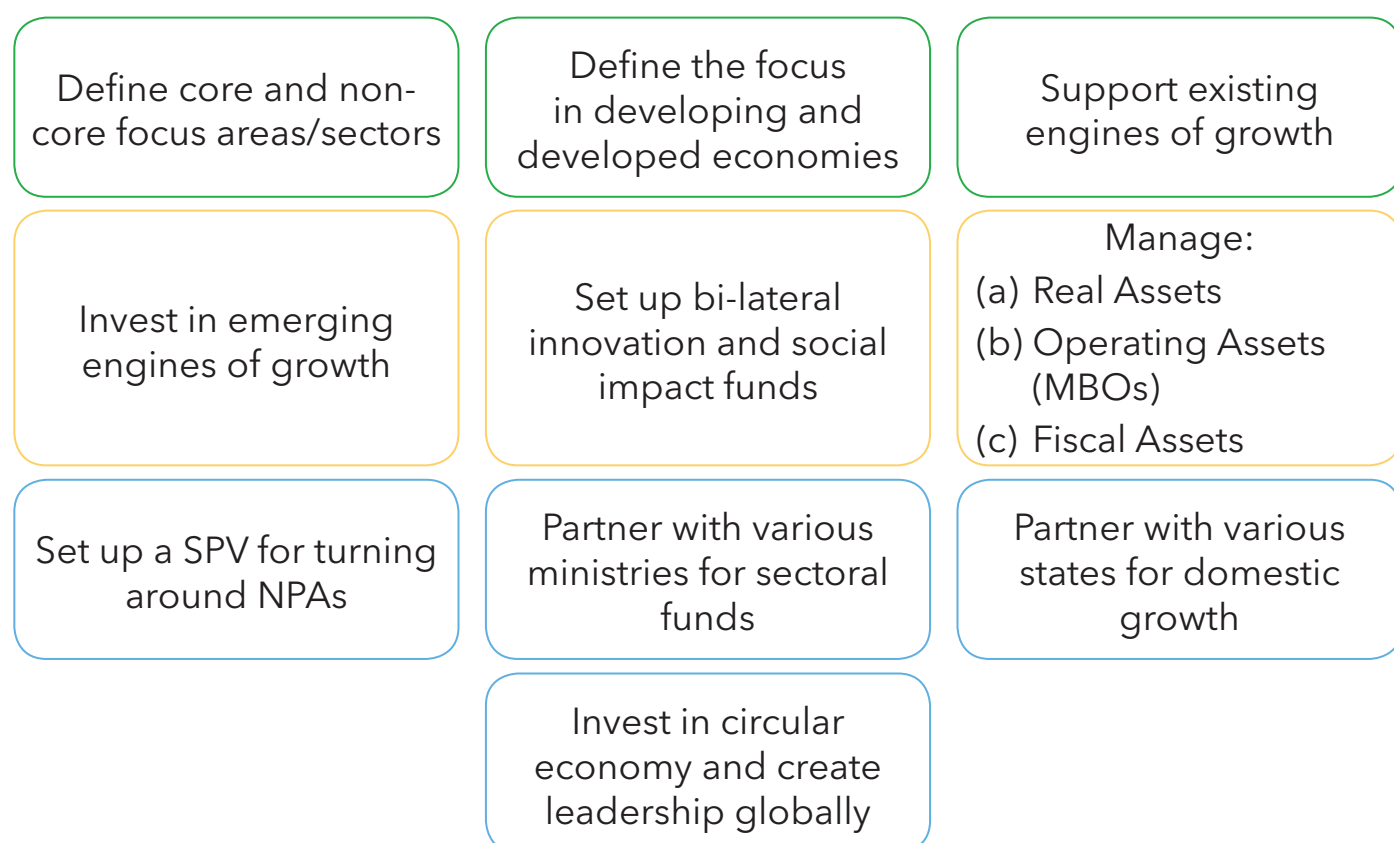 Define core and non-
core focus areas/sectors
Define the focus
in developing and
developed economies
Support existing
engines of growth
Invest in emerging
engines of growth
Set up bi-lateral
innovation and social
impact funds
Manage:
(a) Real Assets
(b) Operating Assets
(MBOs)
(c) Fiscal Assets
Set up a SPV for turning
around NPAs
Partner with various
ministries for sectoral
funds
Partner with various
states for domestic
growth
Invest in circular
economy and create
leadership globally